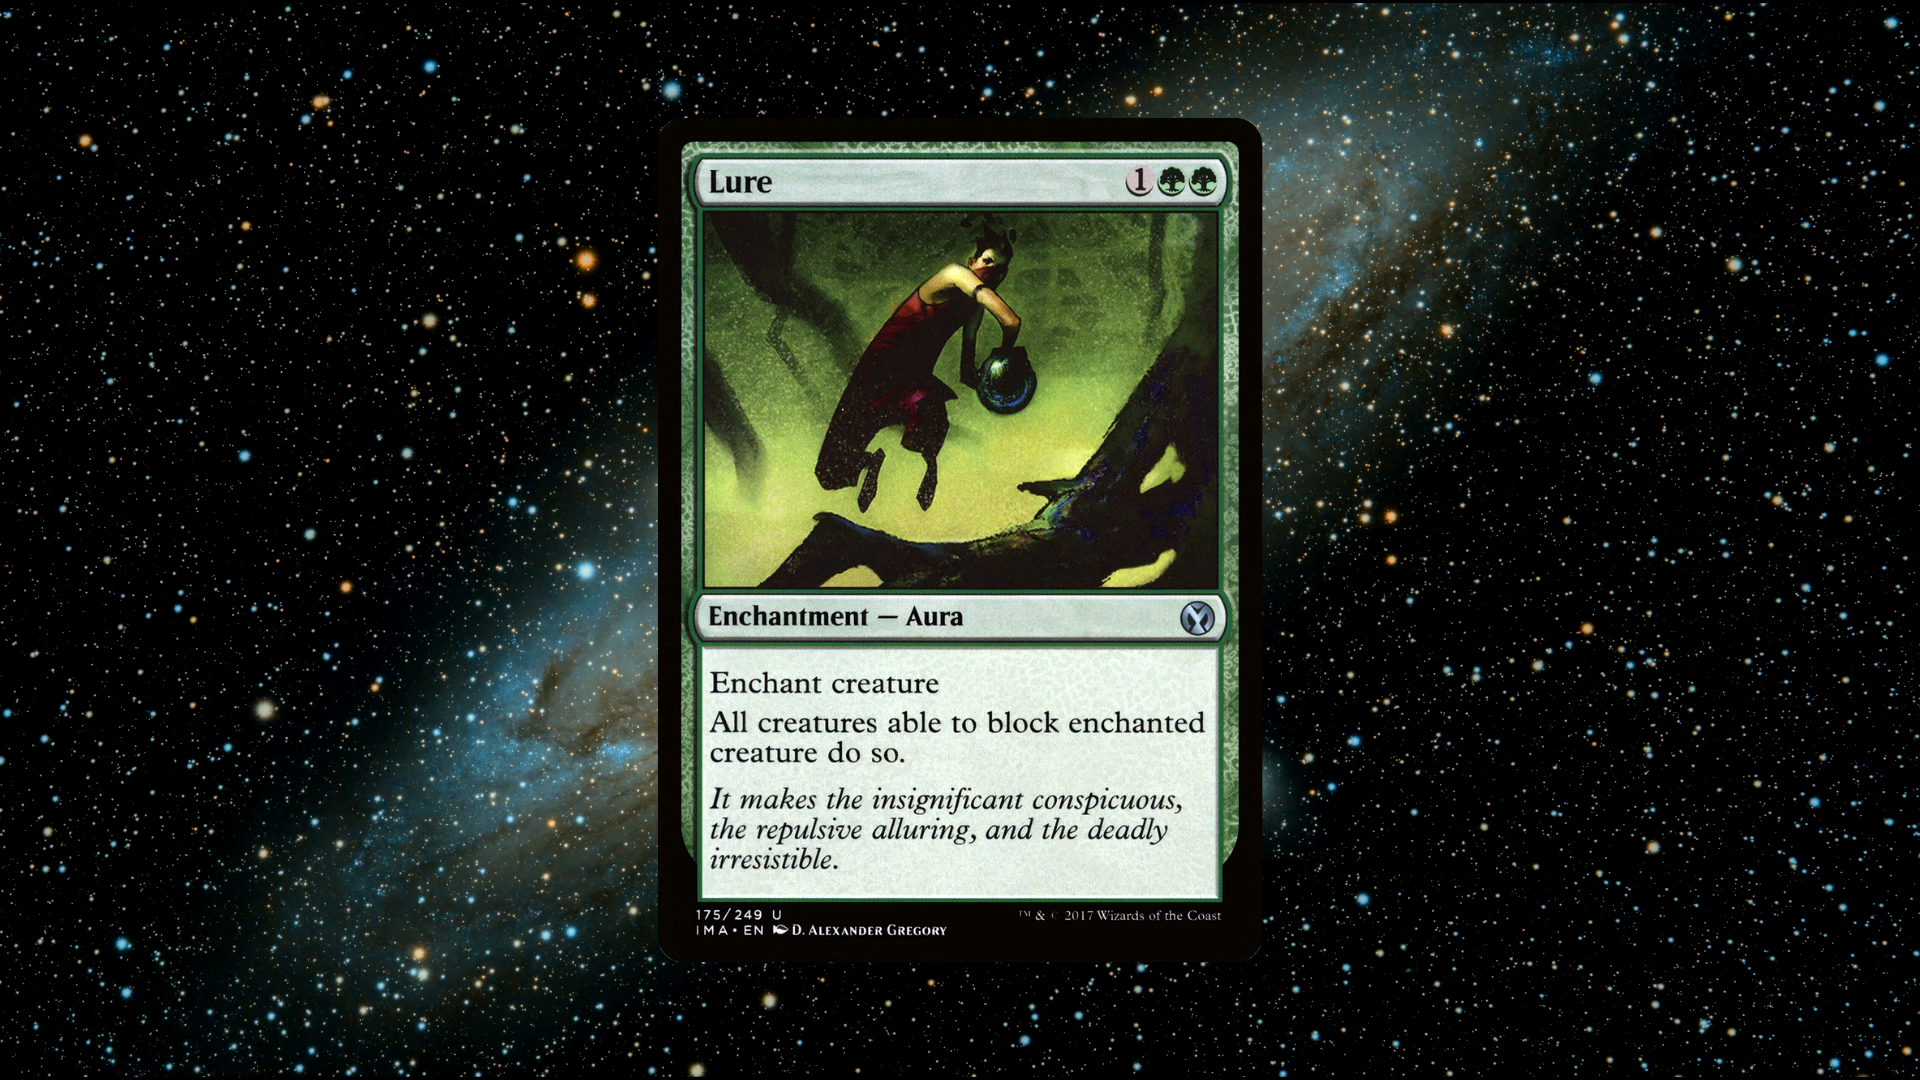 Lure 1
Enchantment — Aura
Enchant creature
All creatures able to block enchanted
creature do so.
It makes the insignificant conspicuous,
the repulsive alluring, and the deadly
irresistible.
175/249 U
™ & © 2017 Wizards of the Coast
IMA • EN D. Alexander Gregory